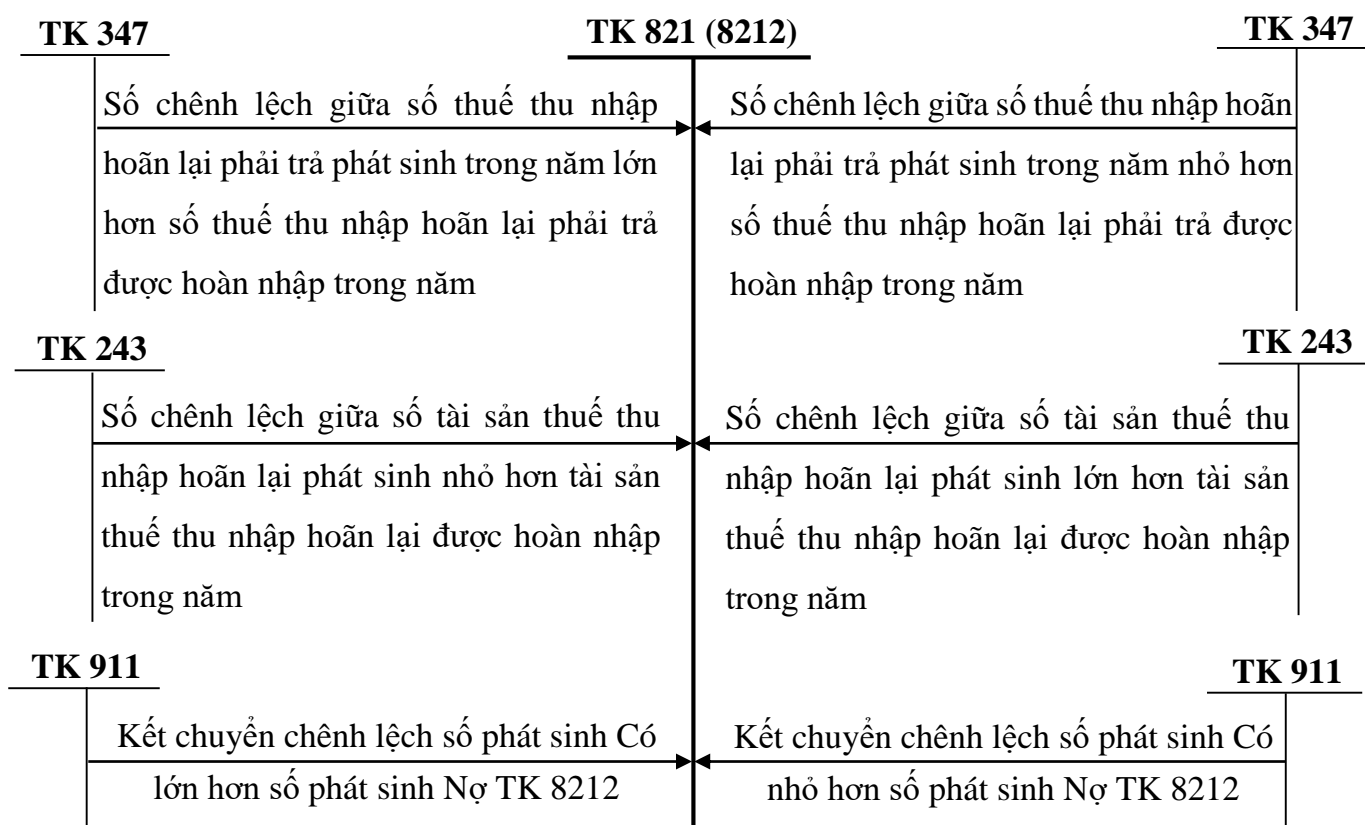 TK 347
TK 821 (8212)
TK 347
Số chênh lệch giữa số thuế thu nhập
hoãn lại phải trả phát sinh trong năm lớn
hơn số thuế thu nhập hoãn lại phải trả
được hoàn nhập trong năm
Số chênh lệch giữa số thuế thu nhập hoãn
lại phải trả phát sinh trong năm nhỏ hơn
số thuế thu nhập hoãn lại phải trả được
hoàn nhập trong năm
TK 243
TK 243
Số chênh lệch giữa số tài sản thuế thu
nhập hoãn lại phát sinh nhỏ hơn tài sản
thuế thu nhập hoãn lại được hoàn nhập
trong năm
Số chênh lệch giữa số tài sản thuế thu
nhập hoãn lại phát sinh lớn hơn tài sản
thuế thu nhập hoãn lại được hoàn nhập
trong năm
TK 911
TK 911
Kết chuyển chênh lệch số phát sinh Có
lớn hơn số phát sinh Nợ TK 8212
Kết chuyển chênh lệch số phát sinh Có
nhỏ hơn số phát sinh Nợ TK 8212